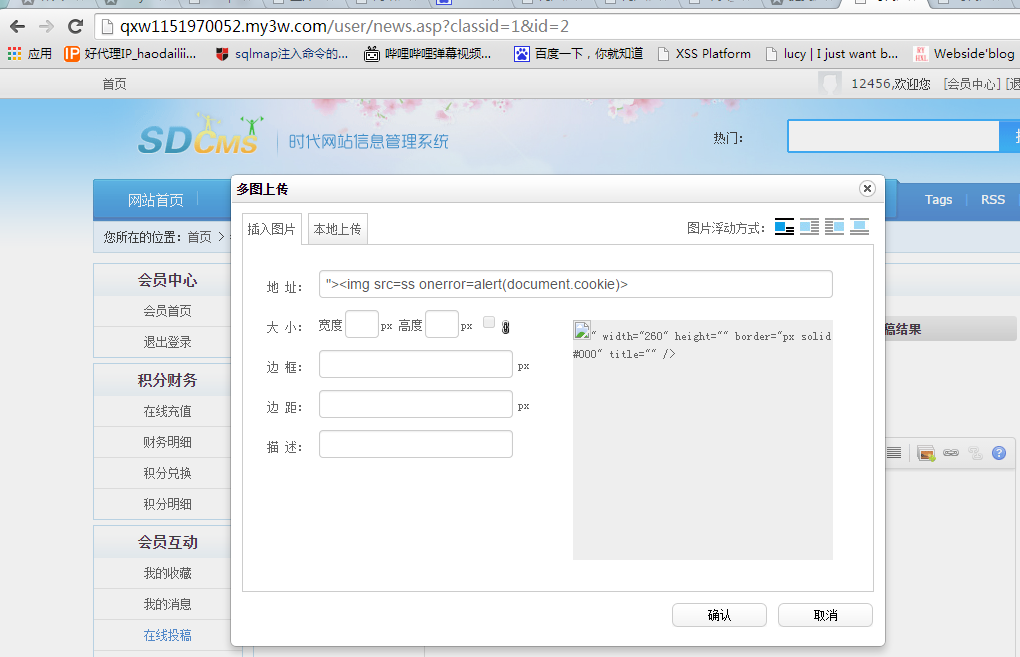 qxw1151970052.my3w.com/user/news.asp?classid=1&id=2
应用 好代理IP_haodailiі... sqlmap注入命令的... 哔哩哔哩弹幕视频... 百度一下，你就知道 XSS Platform lucy | I just want b... Webside'blog
首页 12456,欢迎您 [会员中心]
SDCMS 时代网站信息管理系统 热门：
网站首页 Tags RSS
您所在的位置：首页 >
多图上传
插入图片 本地上传 图片浮动方式：
地 址： "><img src=ss onerror=alert(document.cookie)>
大 小： 宽度 px 高度 px
边 框： px
边 距： px
描 述：
" width="260" height="" border="px solid
#000" title="" />
确认 取消
会员中心
会员首页
退出登录
积分财务
在线充值
财务明细
积分兑换
积分明细
会员互动
我的收藏
我的消息
在线投稿
稿结果